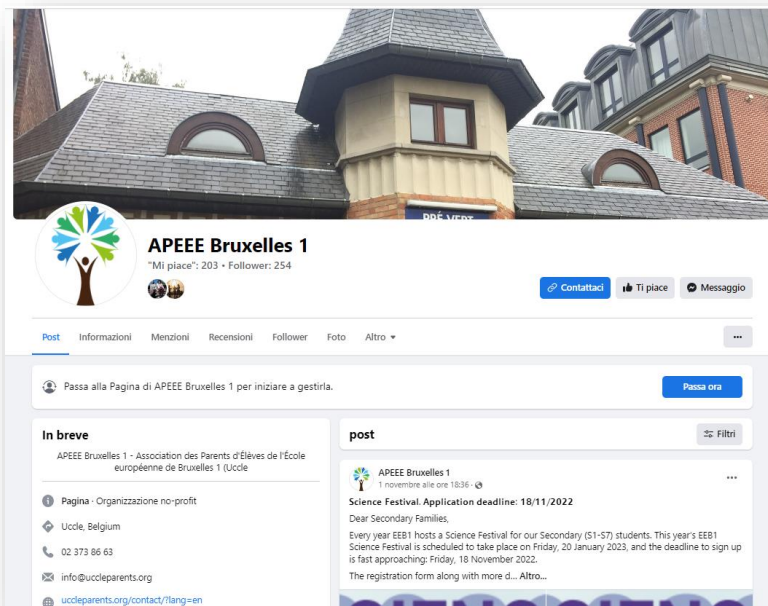 PRÉ VERT
APEEE Bruxelles 1
"Mi piace": 203 • Follower: 254
Contattaci
Ti piace
Messaggio
Post Informazioni Menzioni Recensioni Follower Foto Altro
Passa alla Pagina di APEEE Bruxelles 1 per iniziare a gestirla.
Passa ora
In breve
APEEE Bruxelles 1 - Association des Parents d'Élèves de l'École
européenne de Bruxelles 1 (Uccle
Pagina · Organizzazione no-profit
Uccle, Belgium
02 373 86 63
info@uccleparents.org
uccleparents.org/contact/?lang=en
post
Filtri
APEEE Bruxelles 1
1 novembre alle ore 18:36 ·
Science Festival. Application deadline: 18/11/2022
Dear Secondary Families,
Every year EEB1 hosts a Science Festival for our Secondary (S1-S7) students. This year's EEB1
Science Festival is scheduled to take place on Friday, 20 January 2023, and the deadline to sign up
is fast approaching: Friday, 18 November 2022.
The registration form along with more d... Altro...